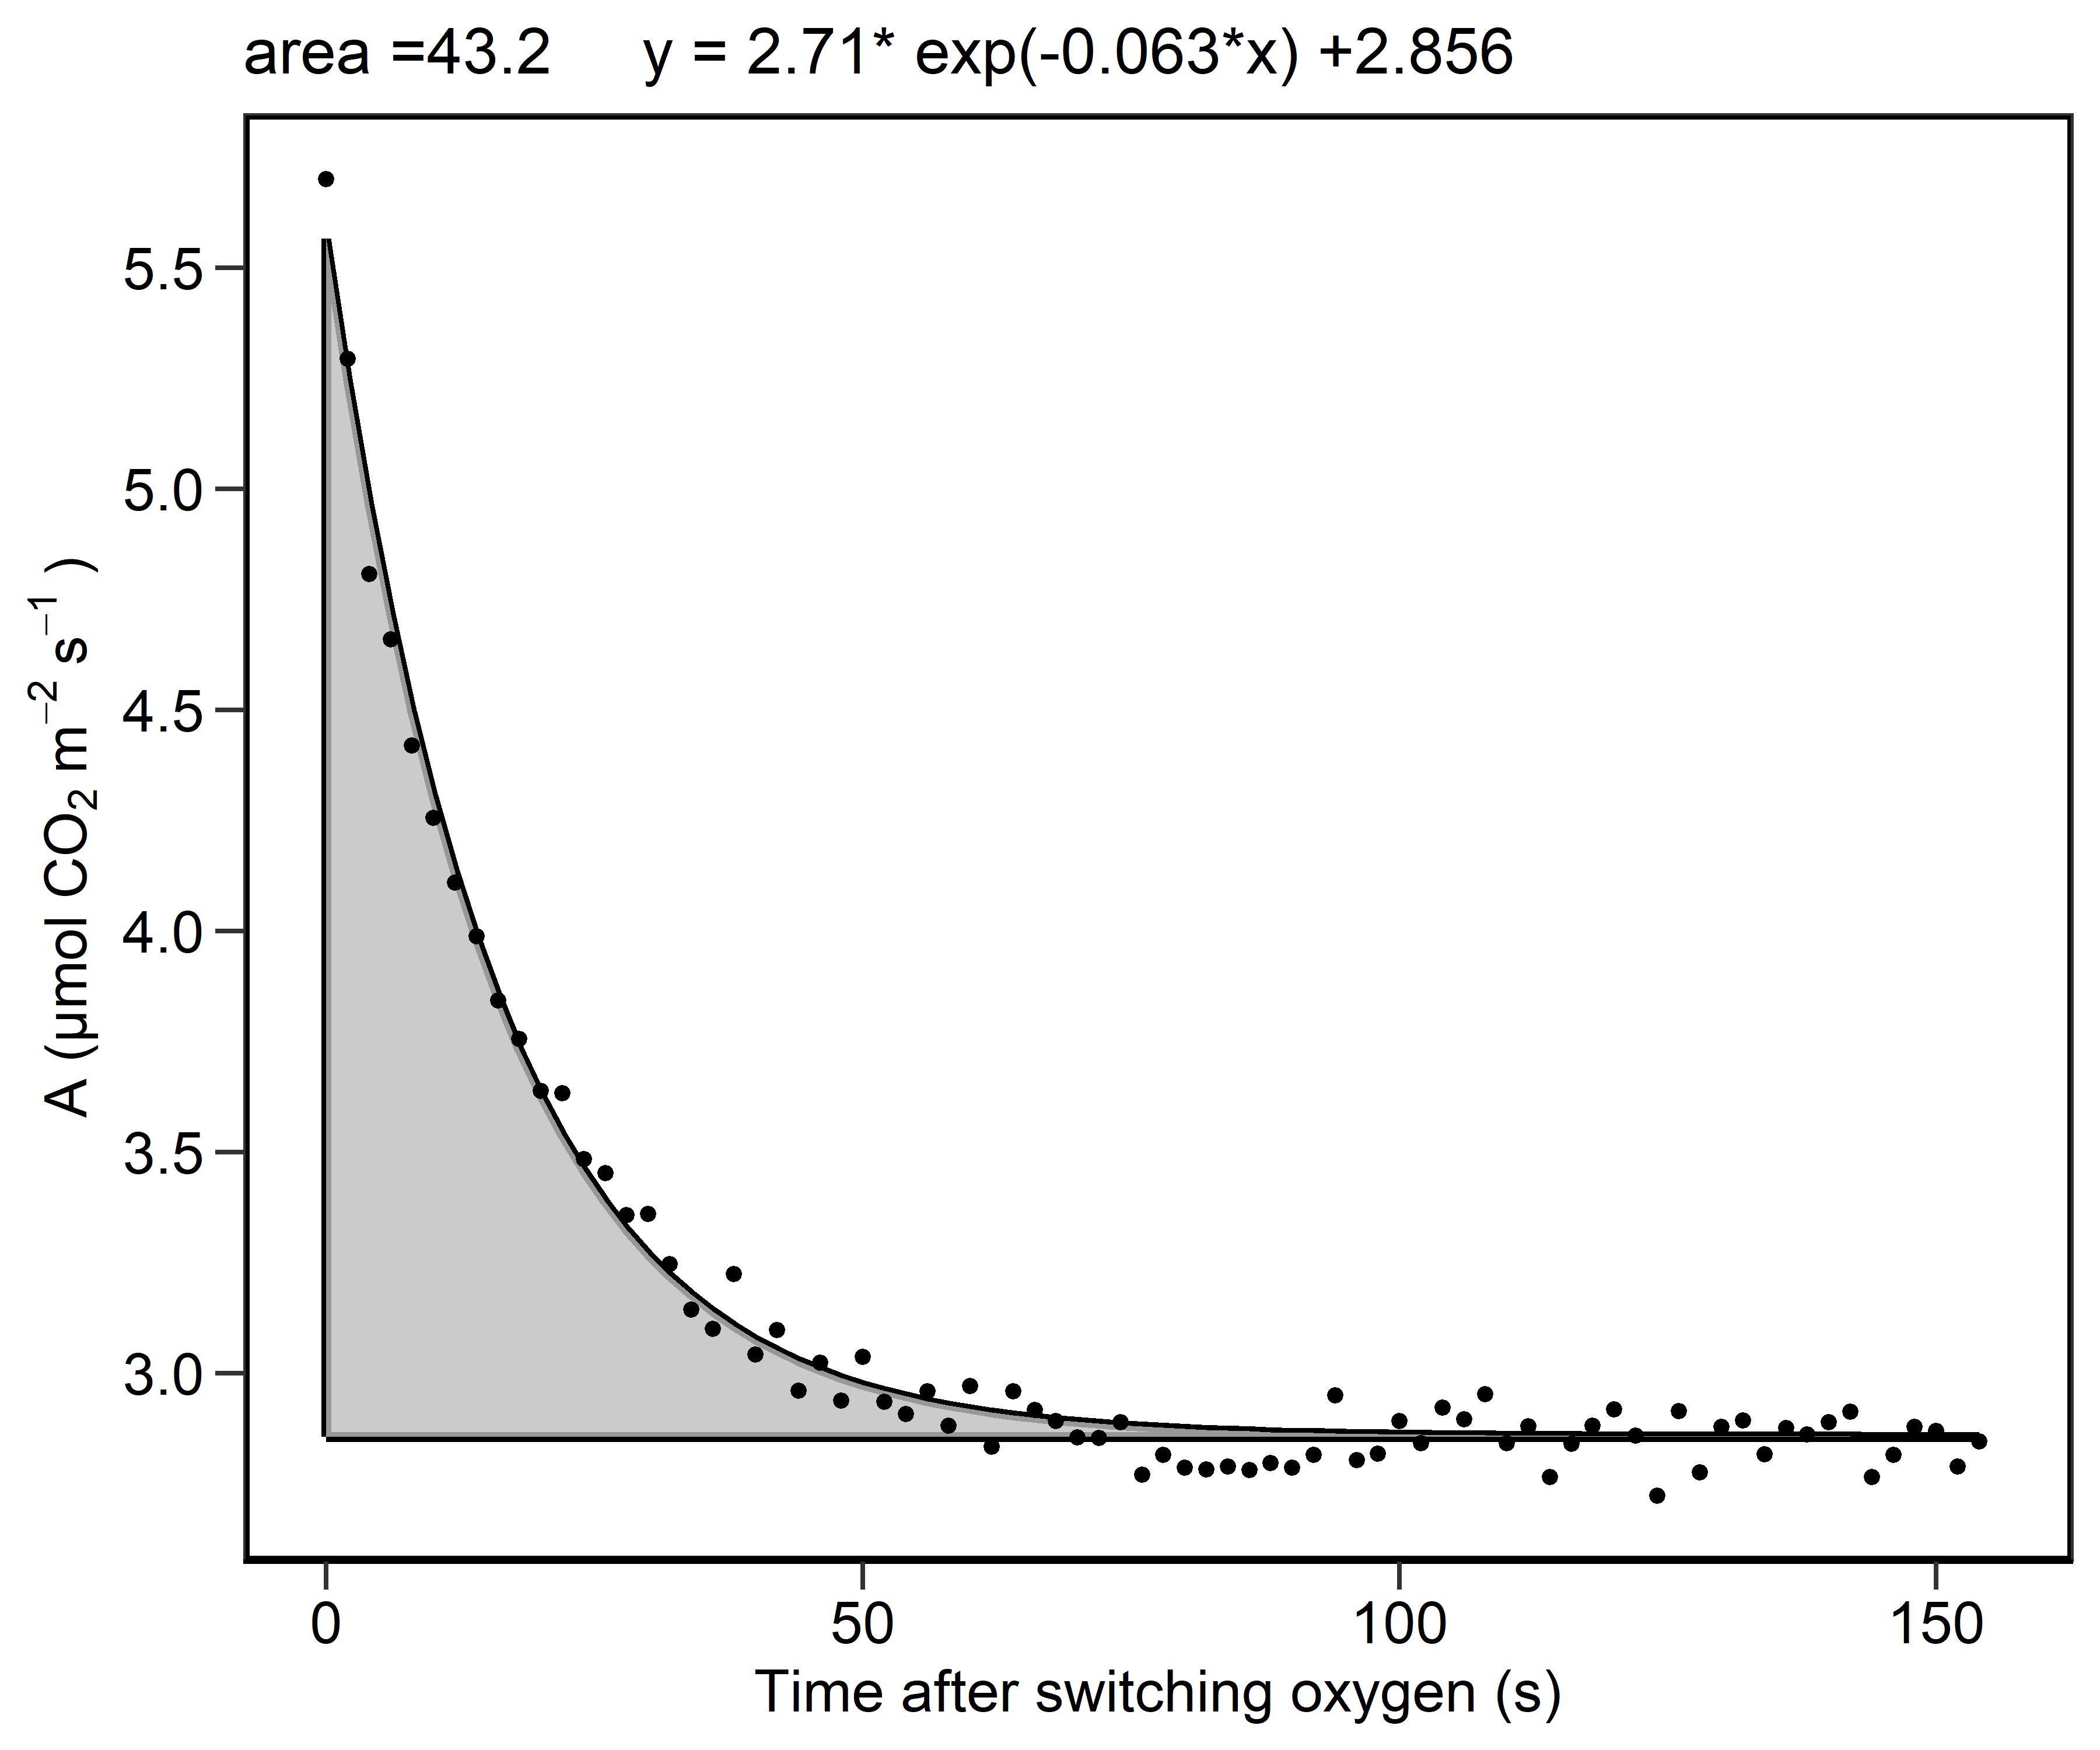 area =43.2 y = 2.71* exp(-0.063*x) +2.856
A (μmol CO₂ m⁻² s⁻¹ )
5.5
5.0
4.5
4.0
3.5
3.0
0 50 100 150
Time after switching oxygen (s)